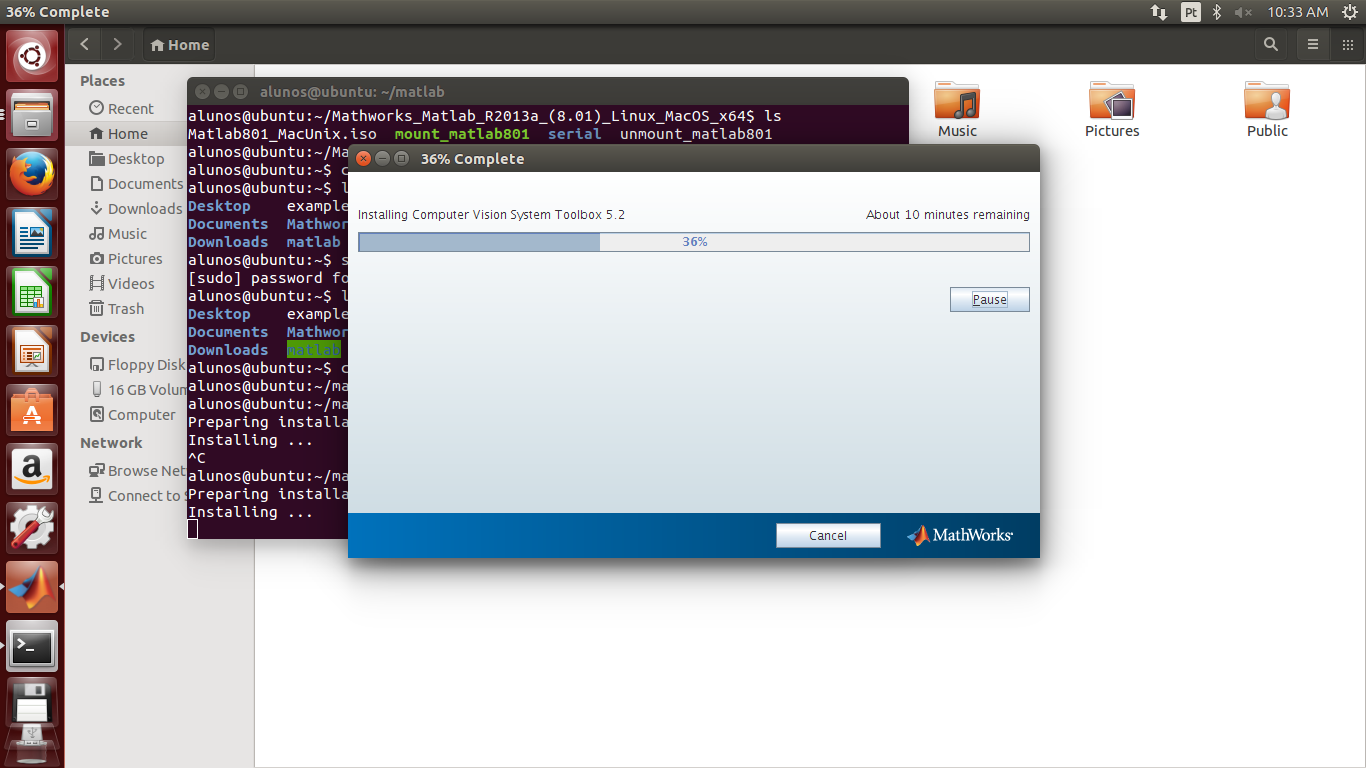 36% Complete
Pt
10:33 AM
Home
Places
Recent
Home
Desktop
Documents
Downloads
Music
Pictures
Videos
Trash
Devices
Floppy Disk
16 GB Volum
Computer
Network
Browse Net
Connect to S
alunos@ubuntu: ~/matlab
alunos@ubuntu:~/Mathworks_Matlab_R2013a_(8.01)_Linux_MacOS_x64$ ls
Matlab801_MacUnix.iso mount_matlab801 serial unmount_matlab801
alunos@ubuntu:~/Ma
alunos@ubuntu:~$ c
alunos@ubuntu:~$ l
Desktop example
Documents Mathwor
Downloads matlab
alunos@ubuntu:~$ s
[sudo] password fo
alunos@ubuntu:~$ l
Desktop example
Documents Mathwor
Downloads matlab
alunos@ubuntu:~$ c
alunos@ubuntu:~/ma
alunos@ubuntu:~/ma
Preparing installa
Installing ...
^C
alunos@ubuntu:~/ma
Preparing installa
Installing ...
Music
Pictures
Public
36% Complete
Installing Computer Vision System Toolbox 5.2
About 10 minutes remaining
36%
Pause
Cancel
MathWorks